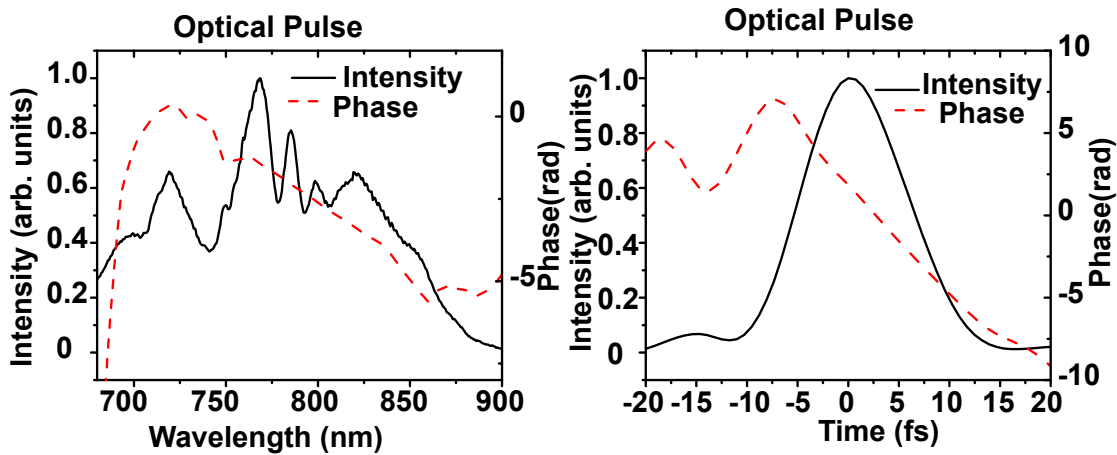 Optical Pulse
Intensity (arb. units)
1.0
0.8
0.6
0.4
0.2
0
Intensity
Phase
0
-5
Phase(rad)
700 750 800 850 900
Wavelength (nm)
Optical Pulse
Intensity (arb. units)
1.0
0.8
0.6
0.4
0.2
0.0
Intensity
Phase
10
5
0
-5
-10
Phase(rad)
-20 -15 -10 -5 0 5 10 15 20
Time (fs)